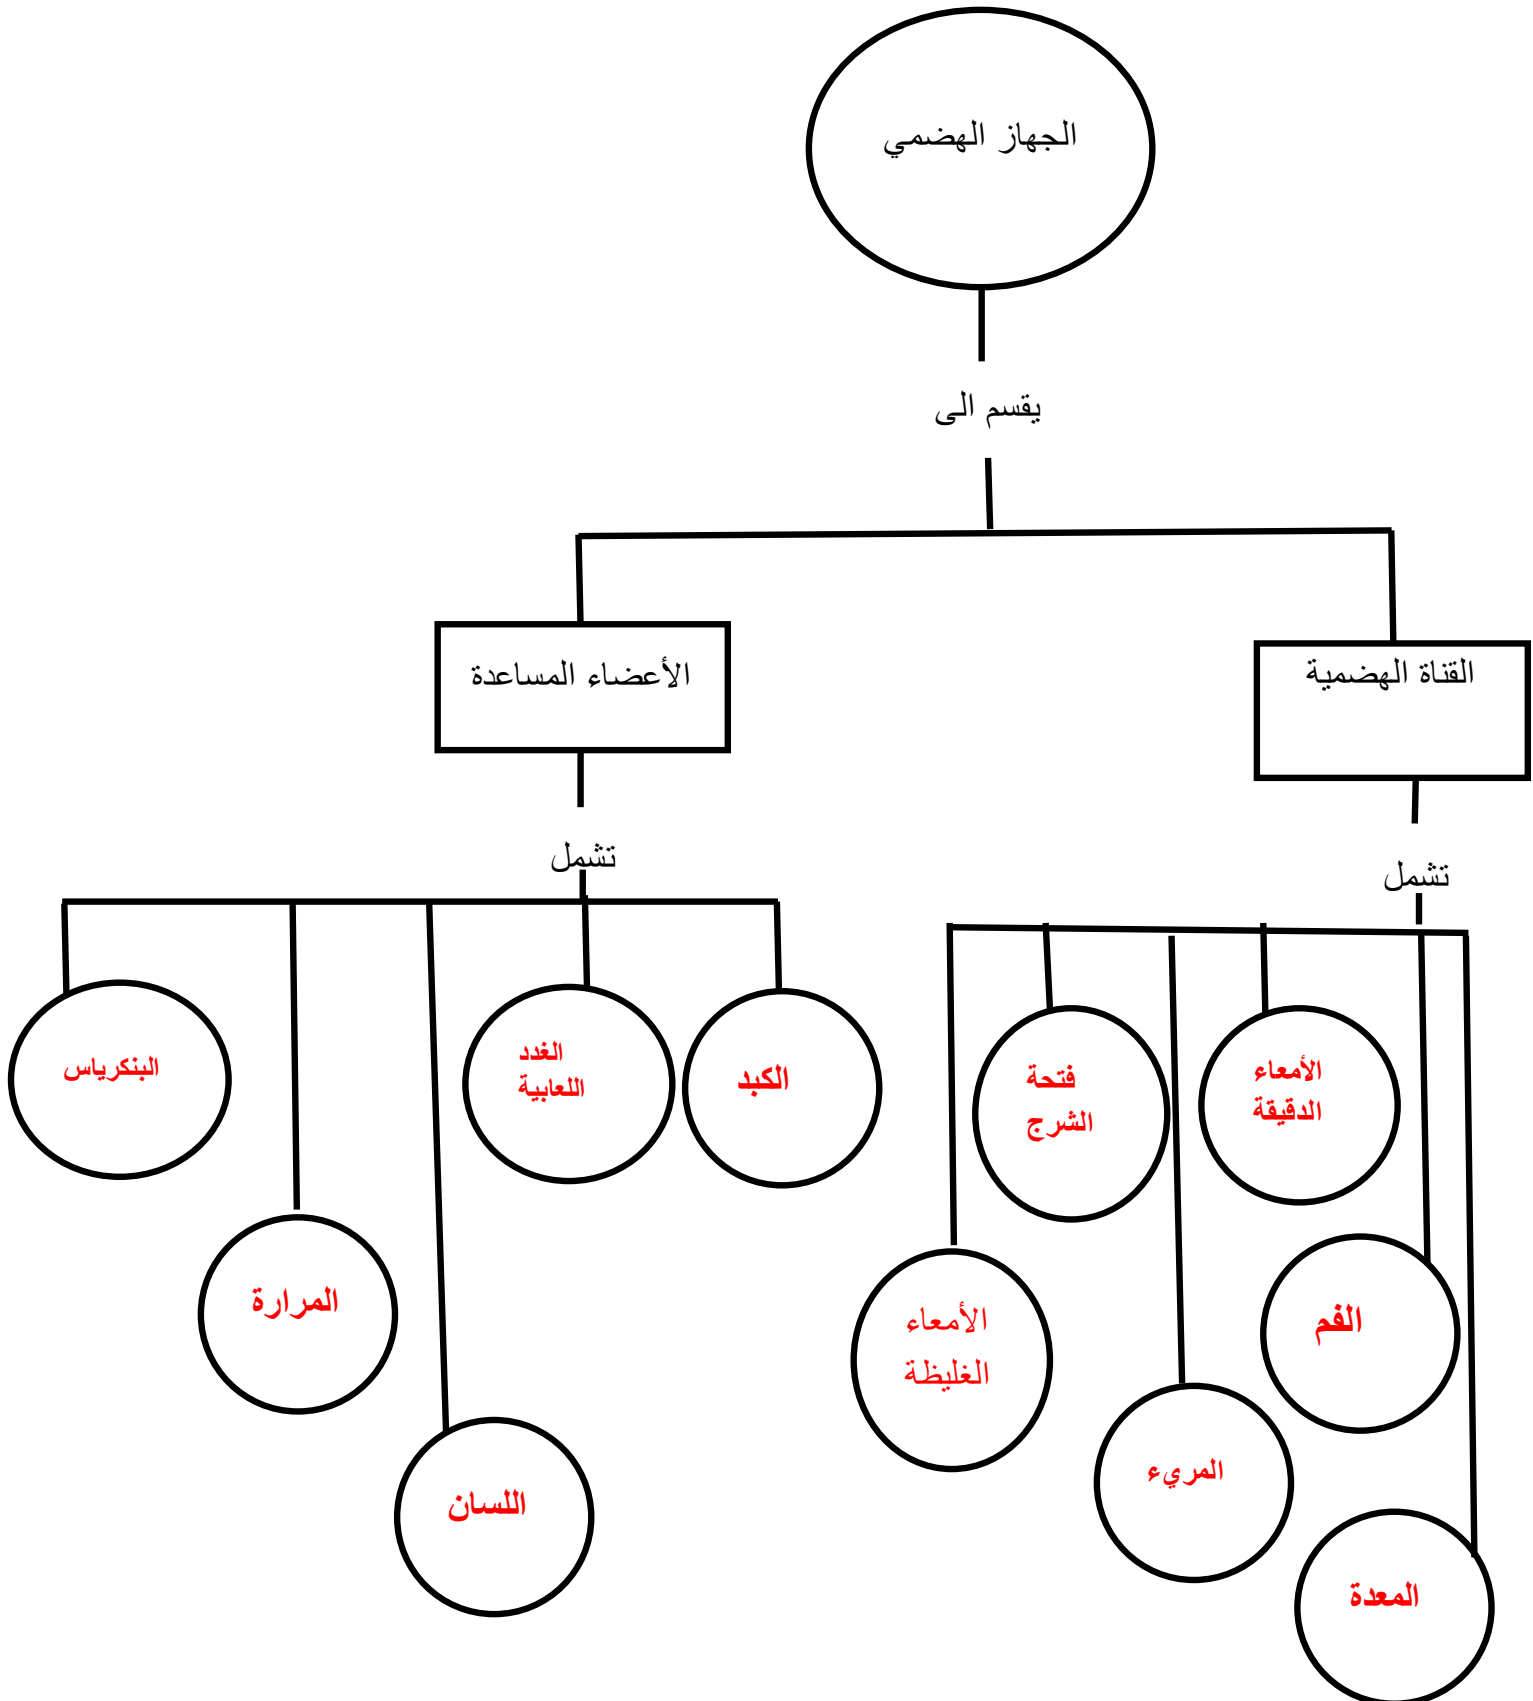 الجهاز الهضمي
يقسم الى
القناة الهضمية
الأعضاء المساعدة
تشمل
تشمل
الأمعاء
الدقيقة
فتحة
الشرج
الفم
الأمعاء
الغليظة
المريء
المعدة
الكبد
الغدد
اللعابية
البنكرياس
المرارة
اللسان